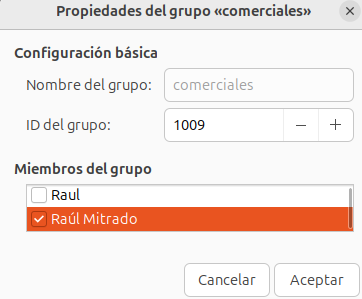 Propiedades del grupo «comerciales»
Configuración básica
Nombre del grupo: comerciales
ID del grupo: 1009
Miembros del grupo
Raul
Raúl Mitrado
Cancelar Aceptar